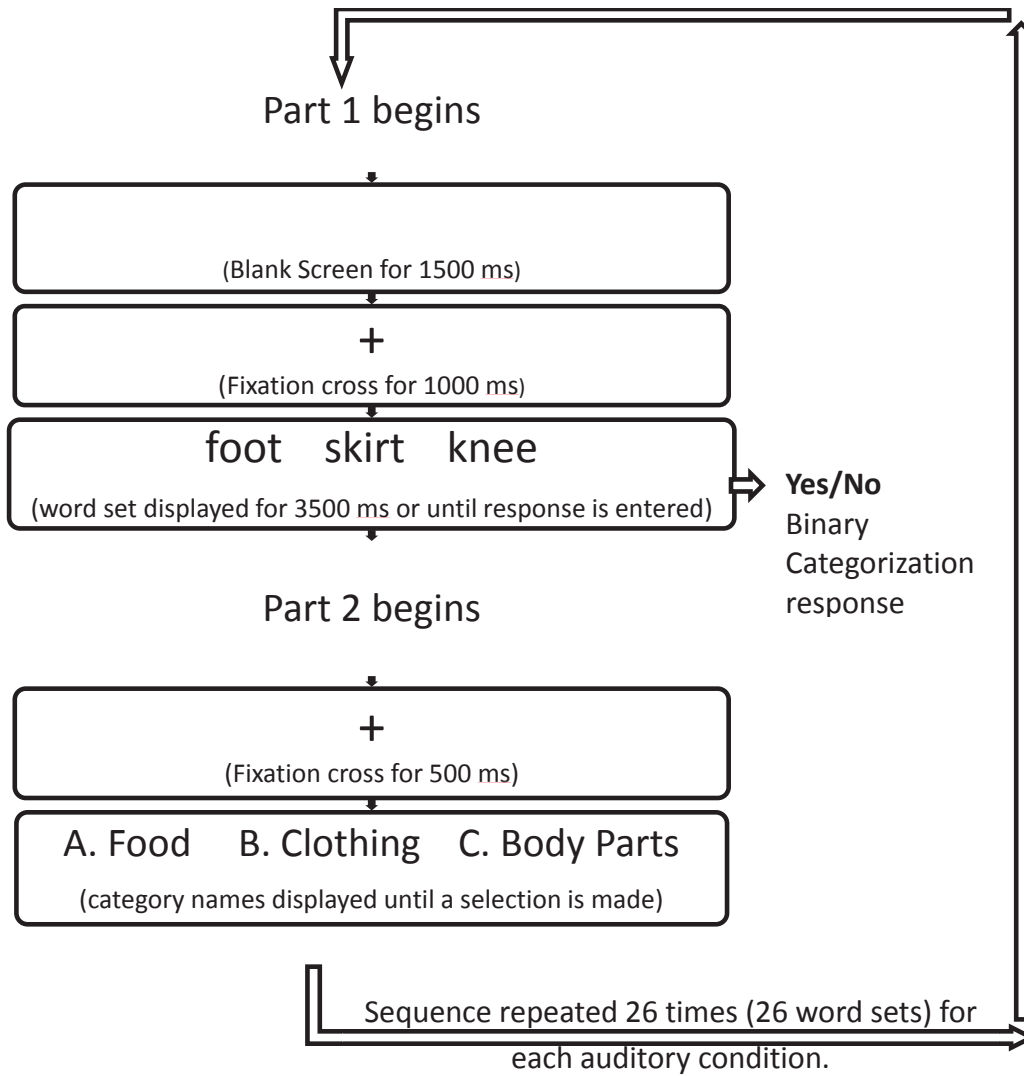 Part 1 begins
(Blank Screen for 1500 ms)
+
(Fixation cross for 1000 ms)
foot skirt knee
(word set displayed for 3500 ms or until response is entered)
Yes/No
Binary
Categorization
response
Part 2 begins
+
(Fixation cross for 500 ms)
A. Food B. Clothing C. Body Parts
(category names displayed until a selection is made)
Sequence repeated 26 times (26 word sets) for
each auditory condition.